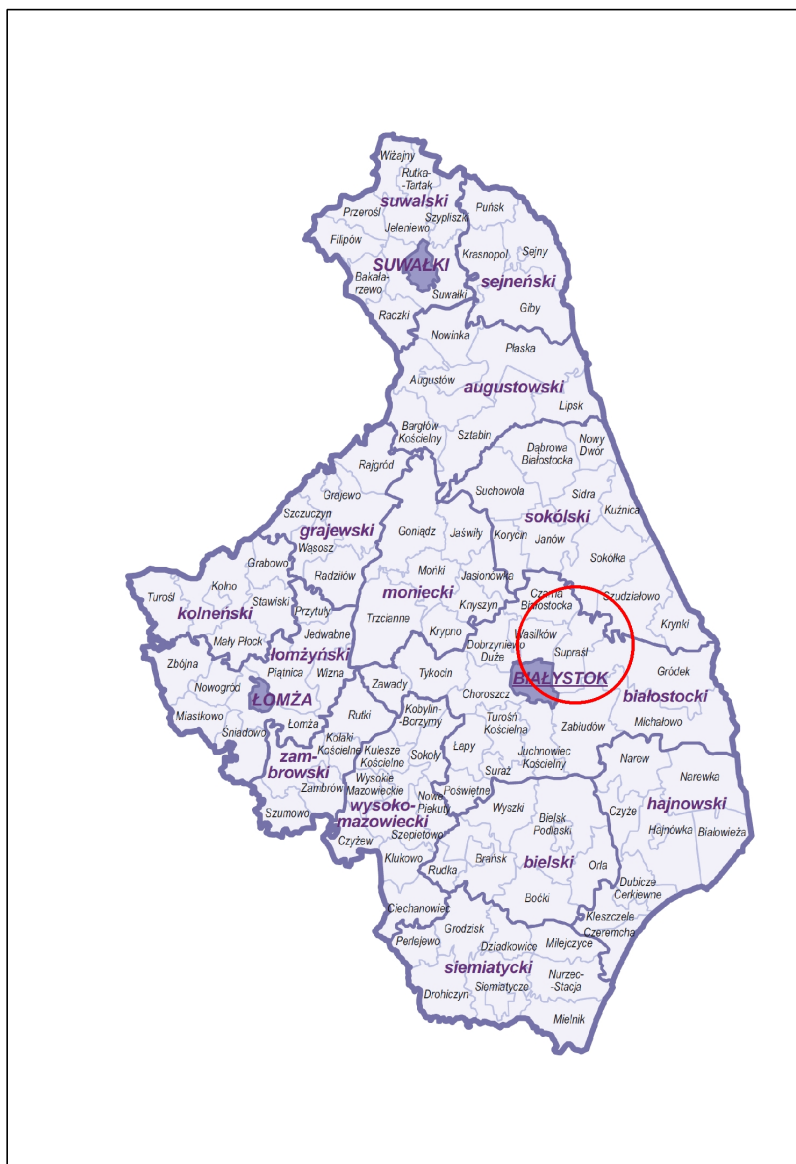 Wiżajny
Rutka-
-Tartak
suwalski
Puńsk
Przerośl
Szypliszki
Jeleniewo
Filipów
Krasnopol
Sejny
SUWAŁKI
sejneński
Bakała-
rzewo
Suwałki
Giby
Raczki
Nowinka
Płaska
Augustów
augustowski
Lipsk
Bargłów
Kościelny
Sztabin
Nowy
Dwór
Dąbrowa
Białostocka
Rajgród
Suchowola
Sidra
Grajewo
Kuźnica
Szczuczyn
sokólski
grajewski
Goniądz
Jaświły
Korycin
Janów
Wąsosz
Sokółka
Grabowo
Mońki
Radziłów
Jasionówka
Kolno
moniecki
Turośl
Stawiski
Czarna
Białostocka
Szudziałowo
kolneński
Przytuły
Trzcianne
Knyszyn
Krynki
Mały Płock
Jedwabne
Krypno
Wasilków
Dobrzyniewo
Duże
Supraśl
łomżyński
Zbójna
Piątnica
Wizna
Tykocin
Gródek
BIAŁYSTOK
Nowogród
Zawady
Choroszcz
białostocki
ŁOMŻA
Miastkowo
Łomża
Rutki
Kobylin-
-Borzymy
Turośń
Kościelna
Zabłudów
Michałowo
Śniadowo
Kołaki
Kościelne
Kulesze
Kościelne
Sokoły
Łapy
Juchnowiec
Kościelny
zam-
browski
Narew
Suraż
Wysokie
Mazowieckie
Narewka
Zambrów
Nowe
Piekuty
Poświętne
Wyszki
Czyże
hajnowski
Szumowo
wysoko-
mazowiecki
Bielsk
Podlaski
Hajnówka
Białowieża
Szepietowo
Czyżew
Klukowo
Brańsk
bielski
Orla
Rudka
Dubicze
Cerkiewne
Boćki
Ciechanowiec
Kleszczele
Grodzisk
Czeremcha
Perlejewo
Dziadkowice
Milejczyce
siemiatycki
Nurzec-
-Stacja
Drohiczyn
Siemiatycze
Mielnik